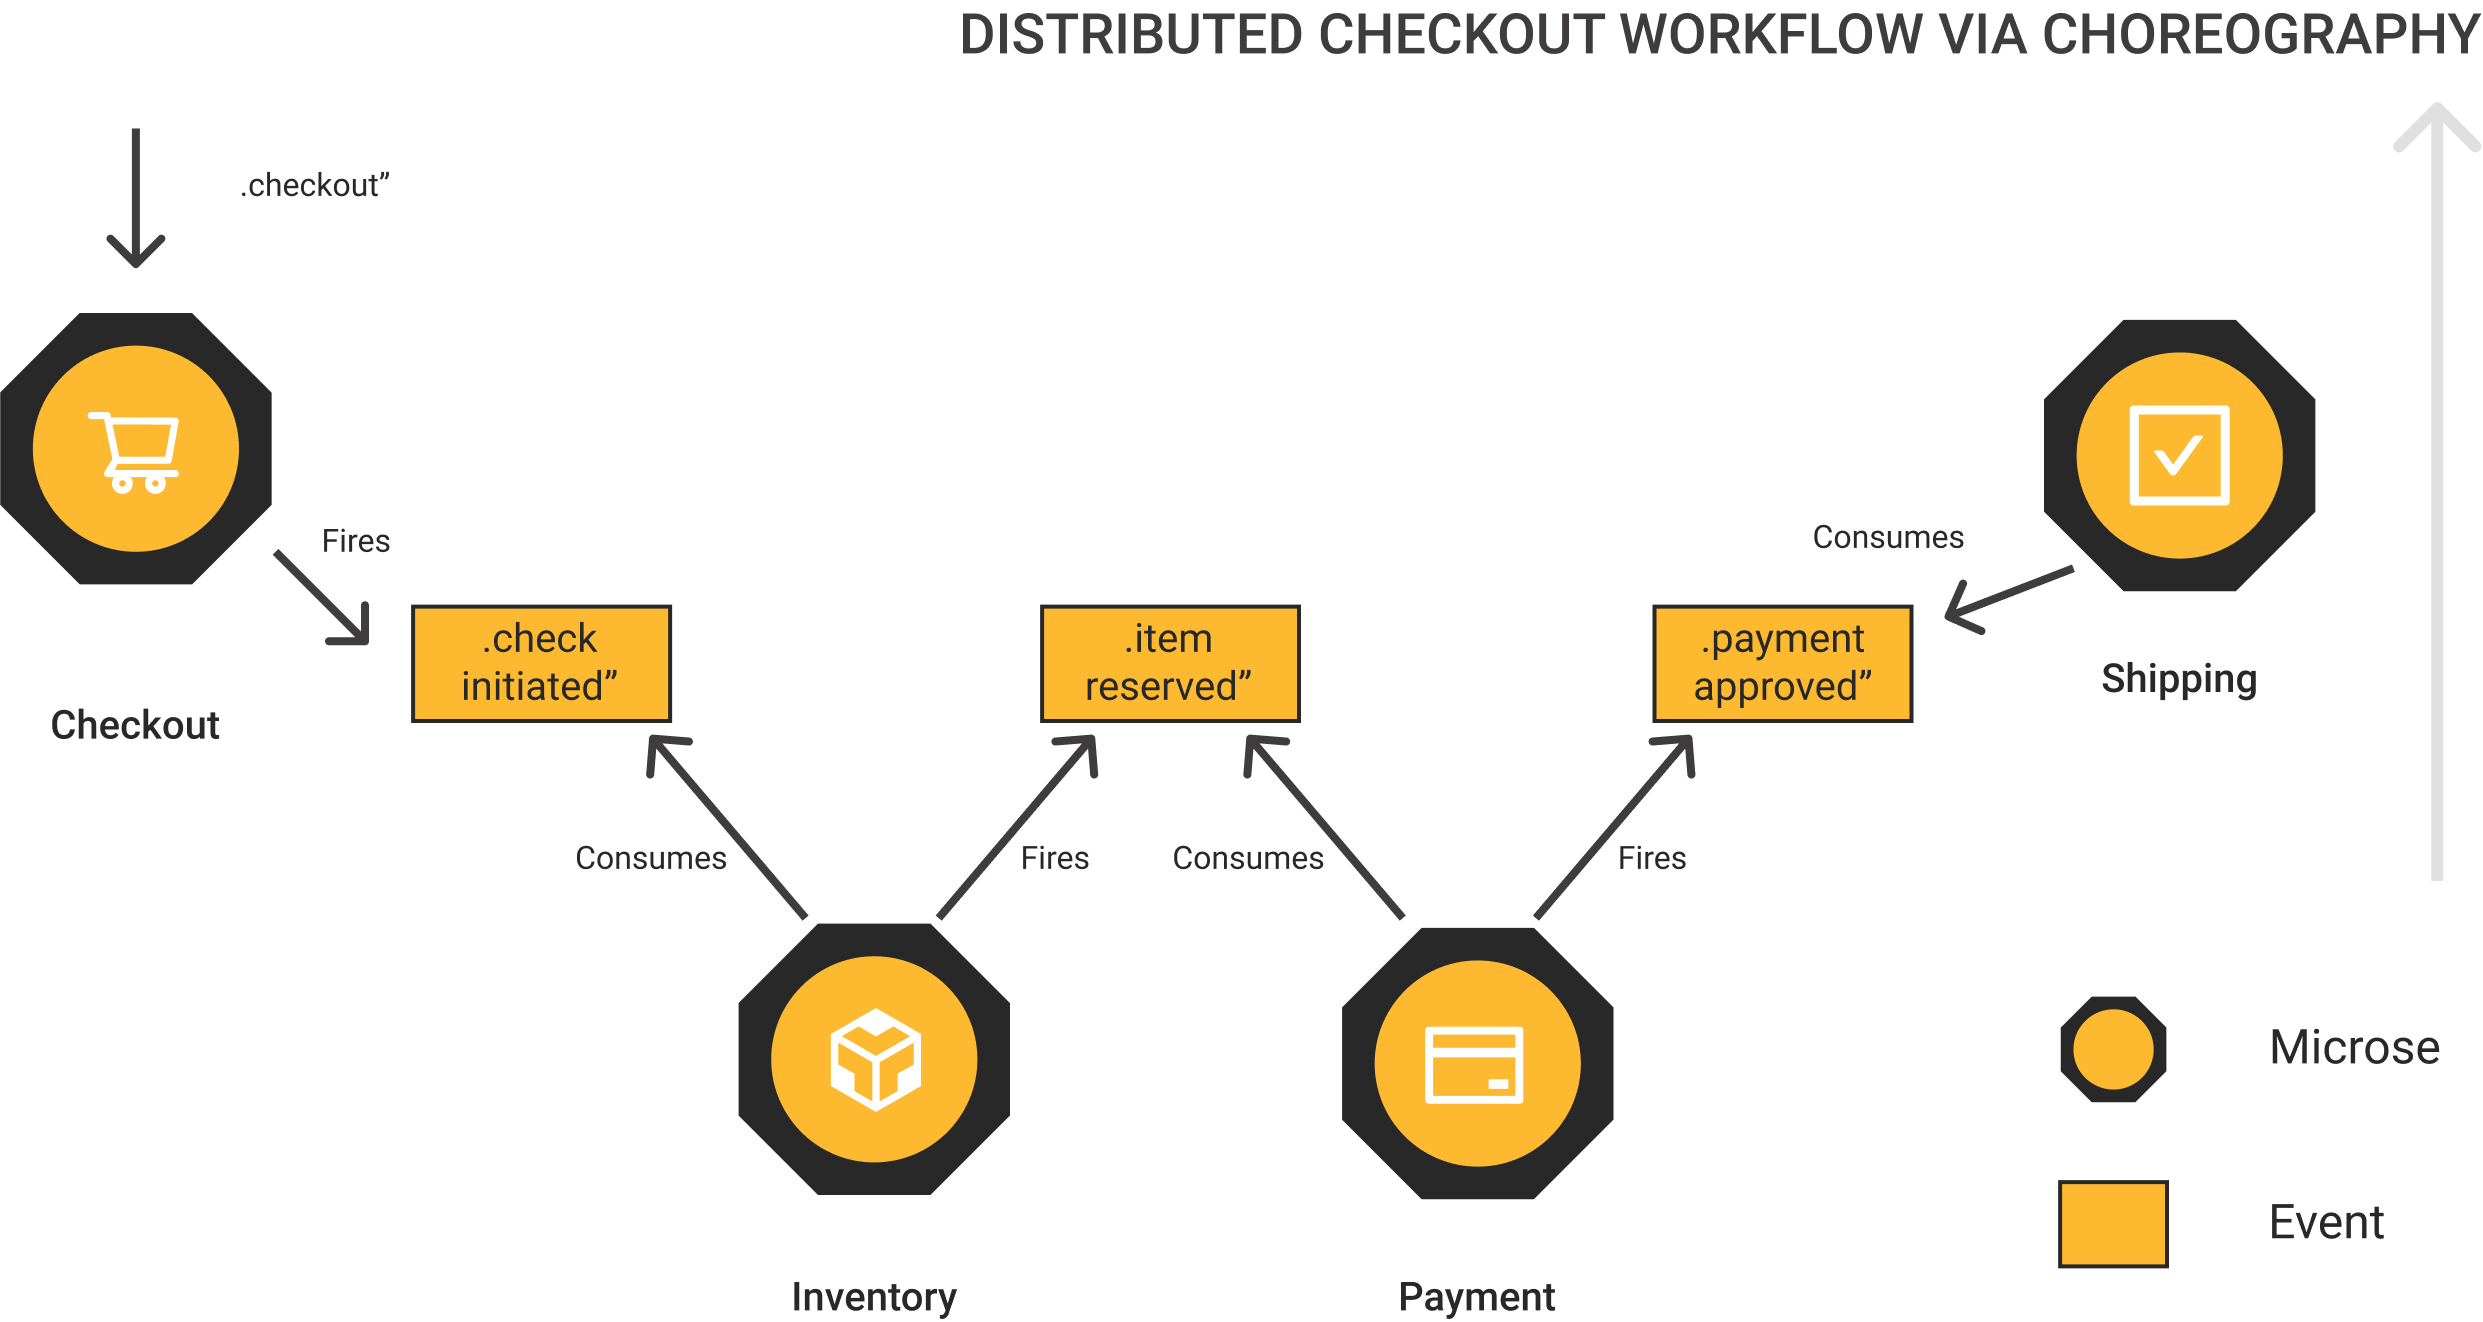 DISTRIBUTED CHECKOUT WORKFLOW VIA CHOREOGRAPHY
.checkout”
Fires
Consumes
.check
initiated”
.item
reserved”
.payment
approved”
Checkout
Shipping
Consumes
Fires
Consumes
Fires
Microse
Event
Inventory
Payment